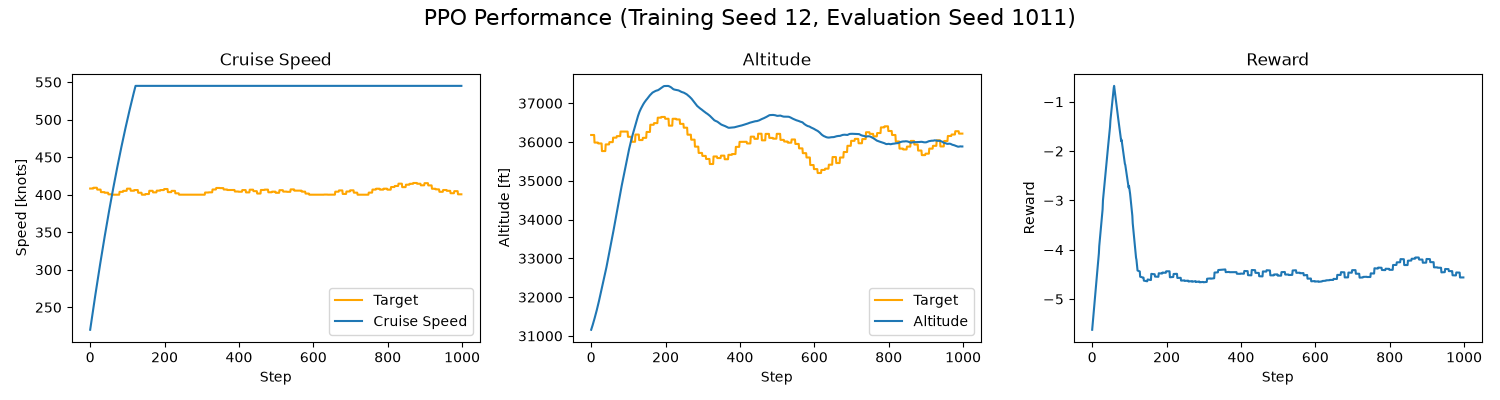 PPO Performance (Training Seed 12, Evaluation Seed 1011)
Cruise Speed
Speed [knots]
550
500
450
400
350
300
250
0 200 400 600 800 1000
Step
Target
Cruise Speed
Altitude
Altitude [ft]
37000
36000
35000
34000
33000
32000
31000
0 200 400 600 800 1000
Step
Target
Altitude
Reward
Reward
−1
−2
−3
−4
−5
0 200 400 600 800 1000
Step